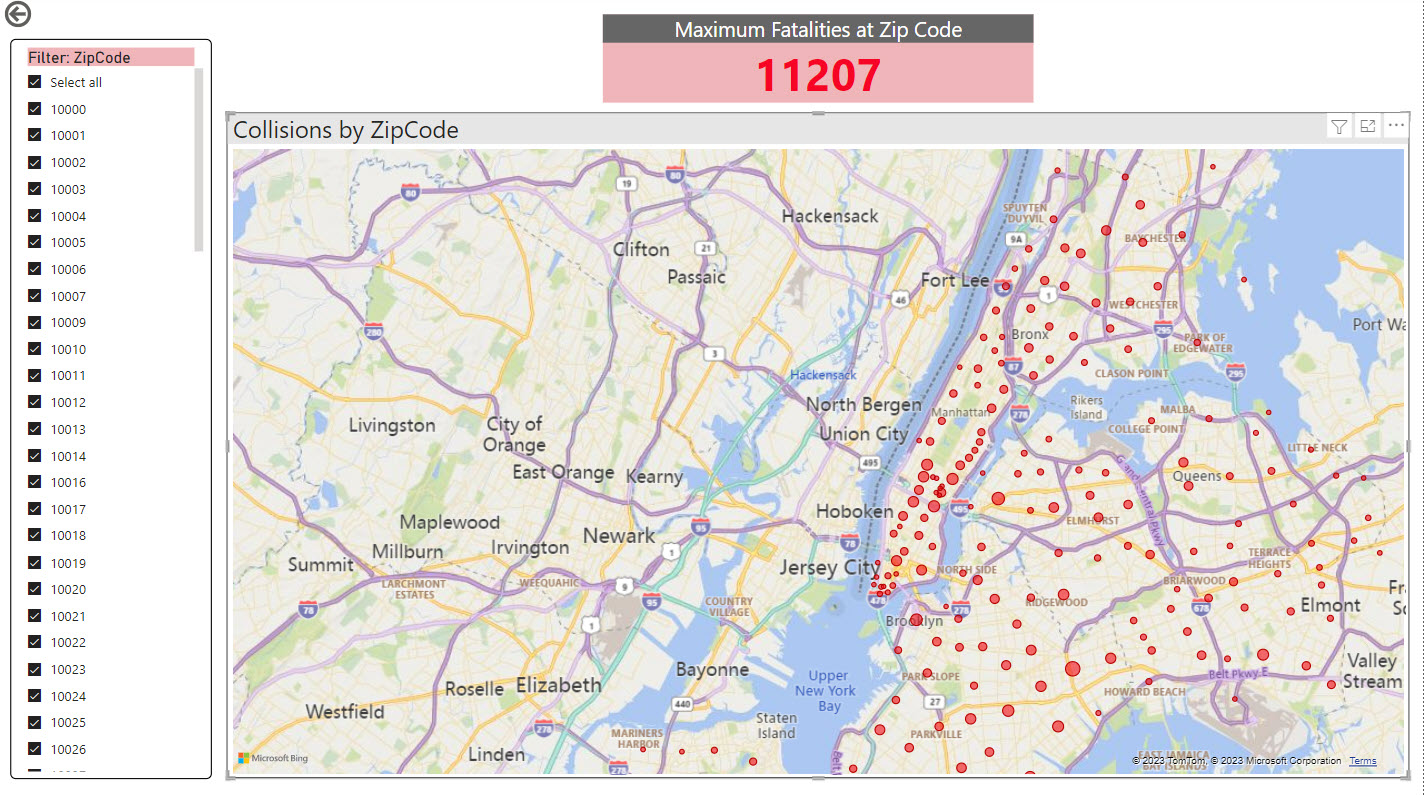 Maximum Fatalities at Zip Code
11207
Filter: ZipCode
Select all
10000
10001
10002
10003
10004
10005
10006
10007
10009
10010
10011
10012
10013
10014
10016
10017
10018
10019
10020
10021
10022
10023
10024
10025
10026
Collisions by ZipCode
80
19
80
SPUYTEN
DUYVIL
Hackensack
9A
BAYCHESTER
Clifton
21
Passaic
Fort Lee
1
46
WESTCHESTER
280
295
Port Wa
Bronx
PARK OF
EDGEWATER
3
87
Hackensack
CLASON POINT
295
North Bergen
Rikers
Island
Manhattan
278
MALBA
Livingston
City of
Orange
Union City
COLLEGE POINT
LITTLE NECK
495
East Orange
Kearny
Grand Central Pkwy
Queens
Hoboken
495
ELMHURST
Maplewood
95
Newark
Irvington
78
Millburn
1
Summit
Jersey City
TERRACE
HEIGHTS
NORTH SIDE
LARCHMONT
ESTATES
WEEQUAHIC
9
BRIARWOOD
78
95
COUNTRY
VILLAGE
478
278
RIDGEWOOD
678
Elmont
1
Brooklyn
Bayonne
Upper
New York
Bay
PARK SLOPE
Belt Pkwy E
Valley
Stream
Roselle
Elizabeth
HOWARD BEACH
440
27
Westfield
Staten
Island
278
MARINERS
HARBOR
PARKVILLE
Linden
278
EAST JAMAICA
BAY ISLANDS
Microsoft Bing
© 2023 TomTom, © 2023 Microsoft Corporation
Terms